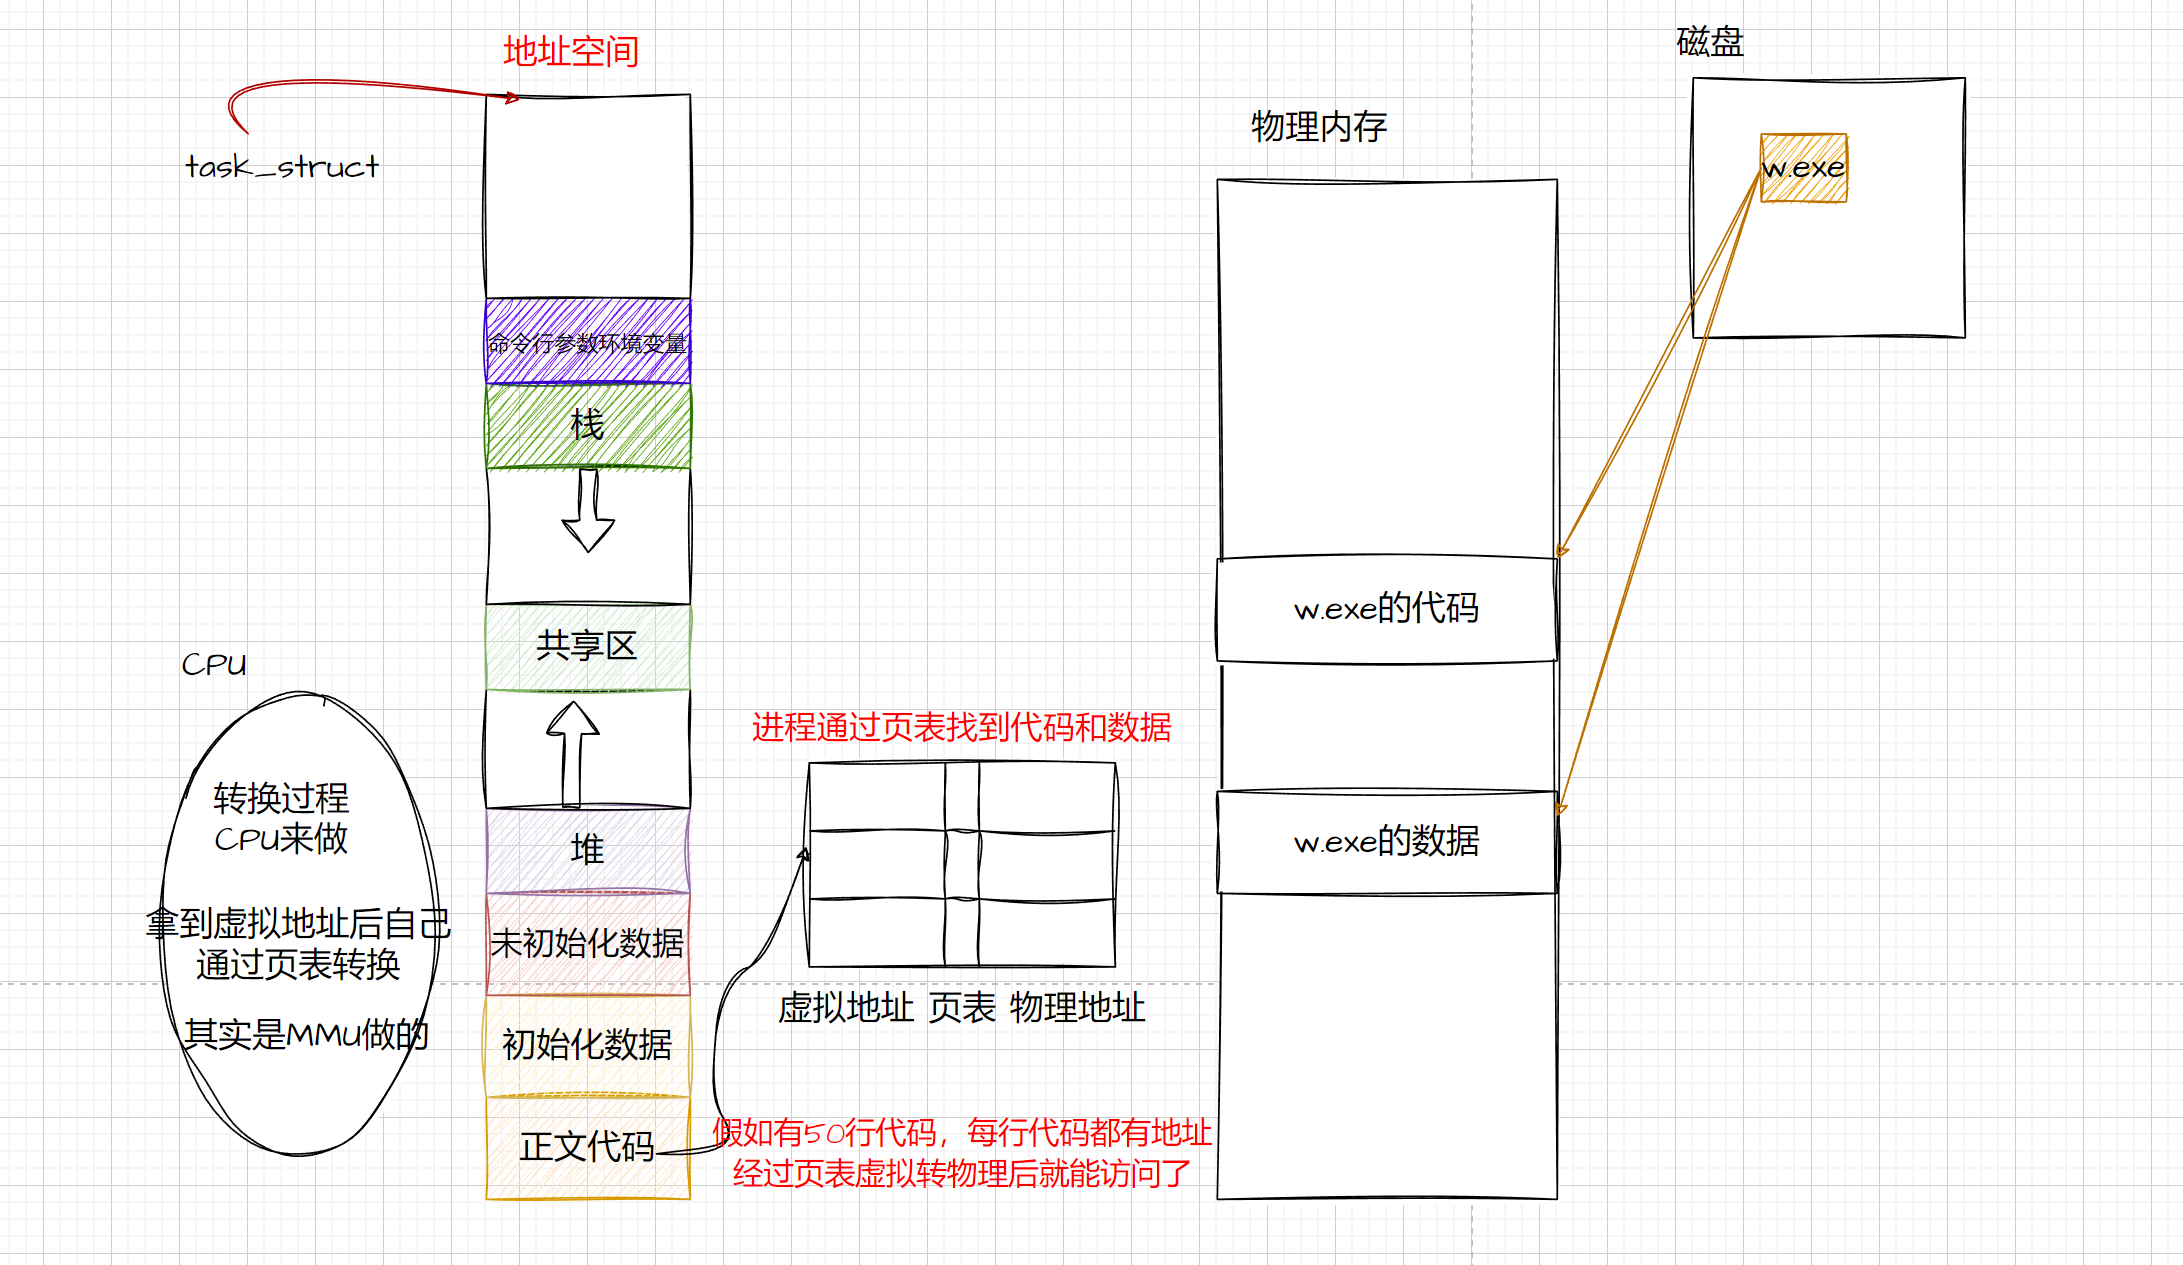 地址空间
task_struct
命令行参数环境变量
栈
共享区
堆
未初始化数据
初始化数据
正文代码
CPU
转换过程
CPU来做
拿到虚拟地址后自己
通过页表转换
其实是MMU做的
进程通过页表找到代码和数据
虚拟地址 页表 物理地址
假如有50行代码，每行代码都有地址
经过页表虚拟转物理后就能访问了
物理内存
w.exe的代码
w.exe的数据
磁盘
w.exe